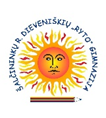 ŠALČININKŲ R. DIEVENIŠKIŲ „RYTO“ GIMNAZIJA